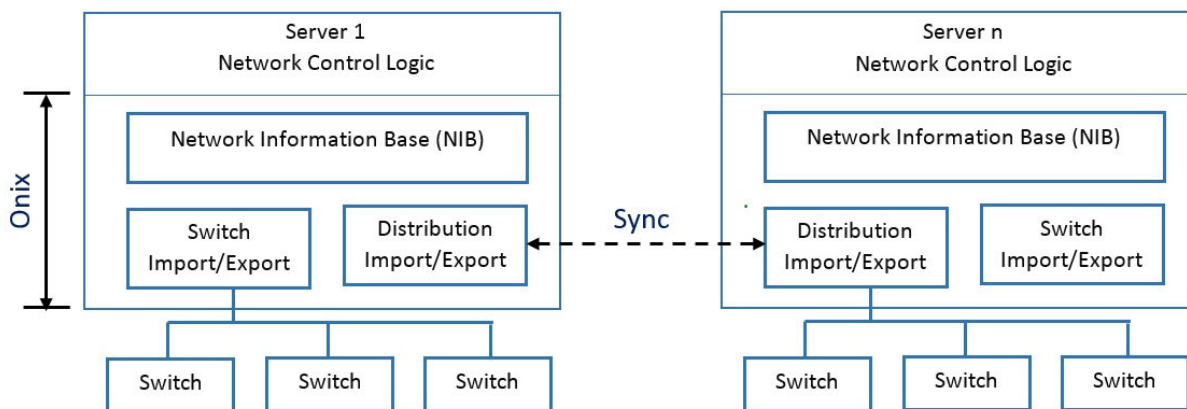 Server 1
Network Control Logic
Network Information Base (NIB)
Switch
Import/Export
Distribution
Import/Export
Onix
Switch
Switch
Switch
Sync
Server n
Network Control Logic
Network Information Base (NIB)
Distribution
Import/Export
Switch
Import/Export
Switch
Switch
Switch